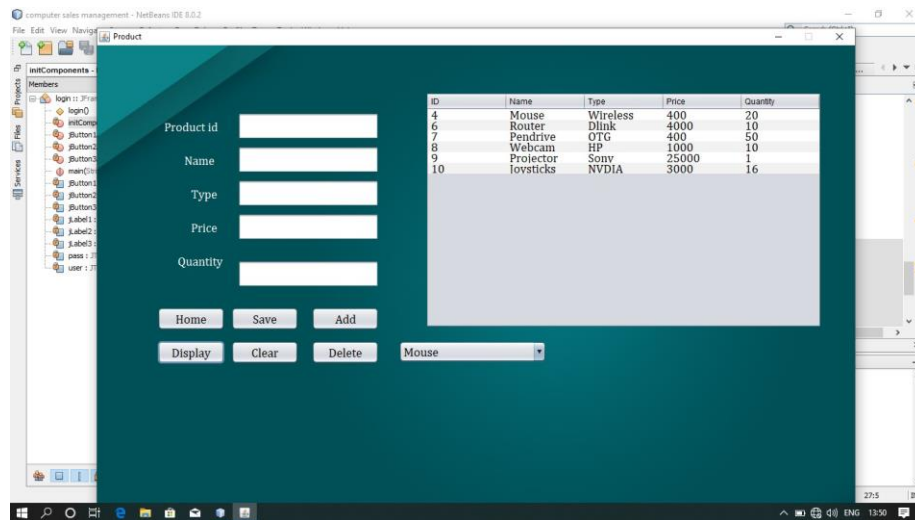 computer sales management - NetBeans IDE 8.0.2
File Edit View Naviga
Product
initComponents -
Members
login :: JFram
login()
initComp
jButton1
jButton2
jButton3
main(Stri
jButton1
jButton2
jButton3
jLabel1 :
jLabel2 :
jLabel3 :
pass : JT
user : JT
Projects
Files
Services
Product id
Name
Type
Price
Quantity
Home Save Add
Display Clear Delete Mouse
ID Name Type Price Quantity
4 Mouse Wireless 400 20
6 Router Dlink 4000 10
7 Pendrive OTG 400 50
8 Webcam HP 1000 10
9 Projector Sony 25000 1
10 Joysticks NVDIA 3000 16
27:5
ENG 13:50